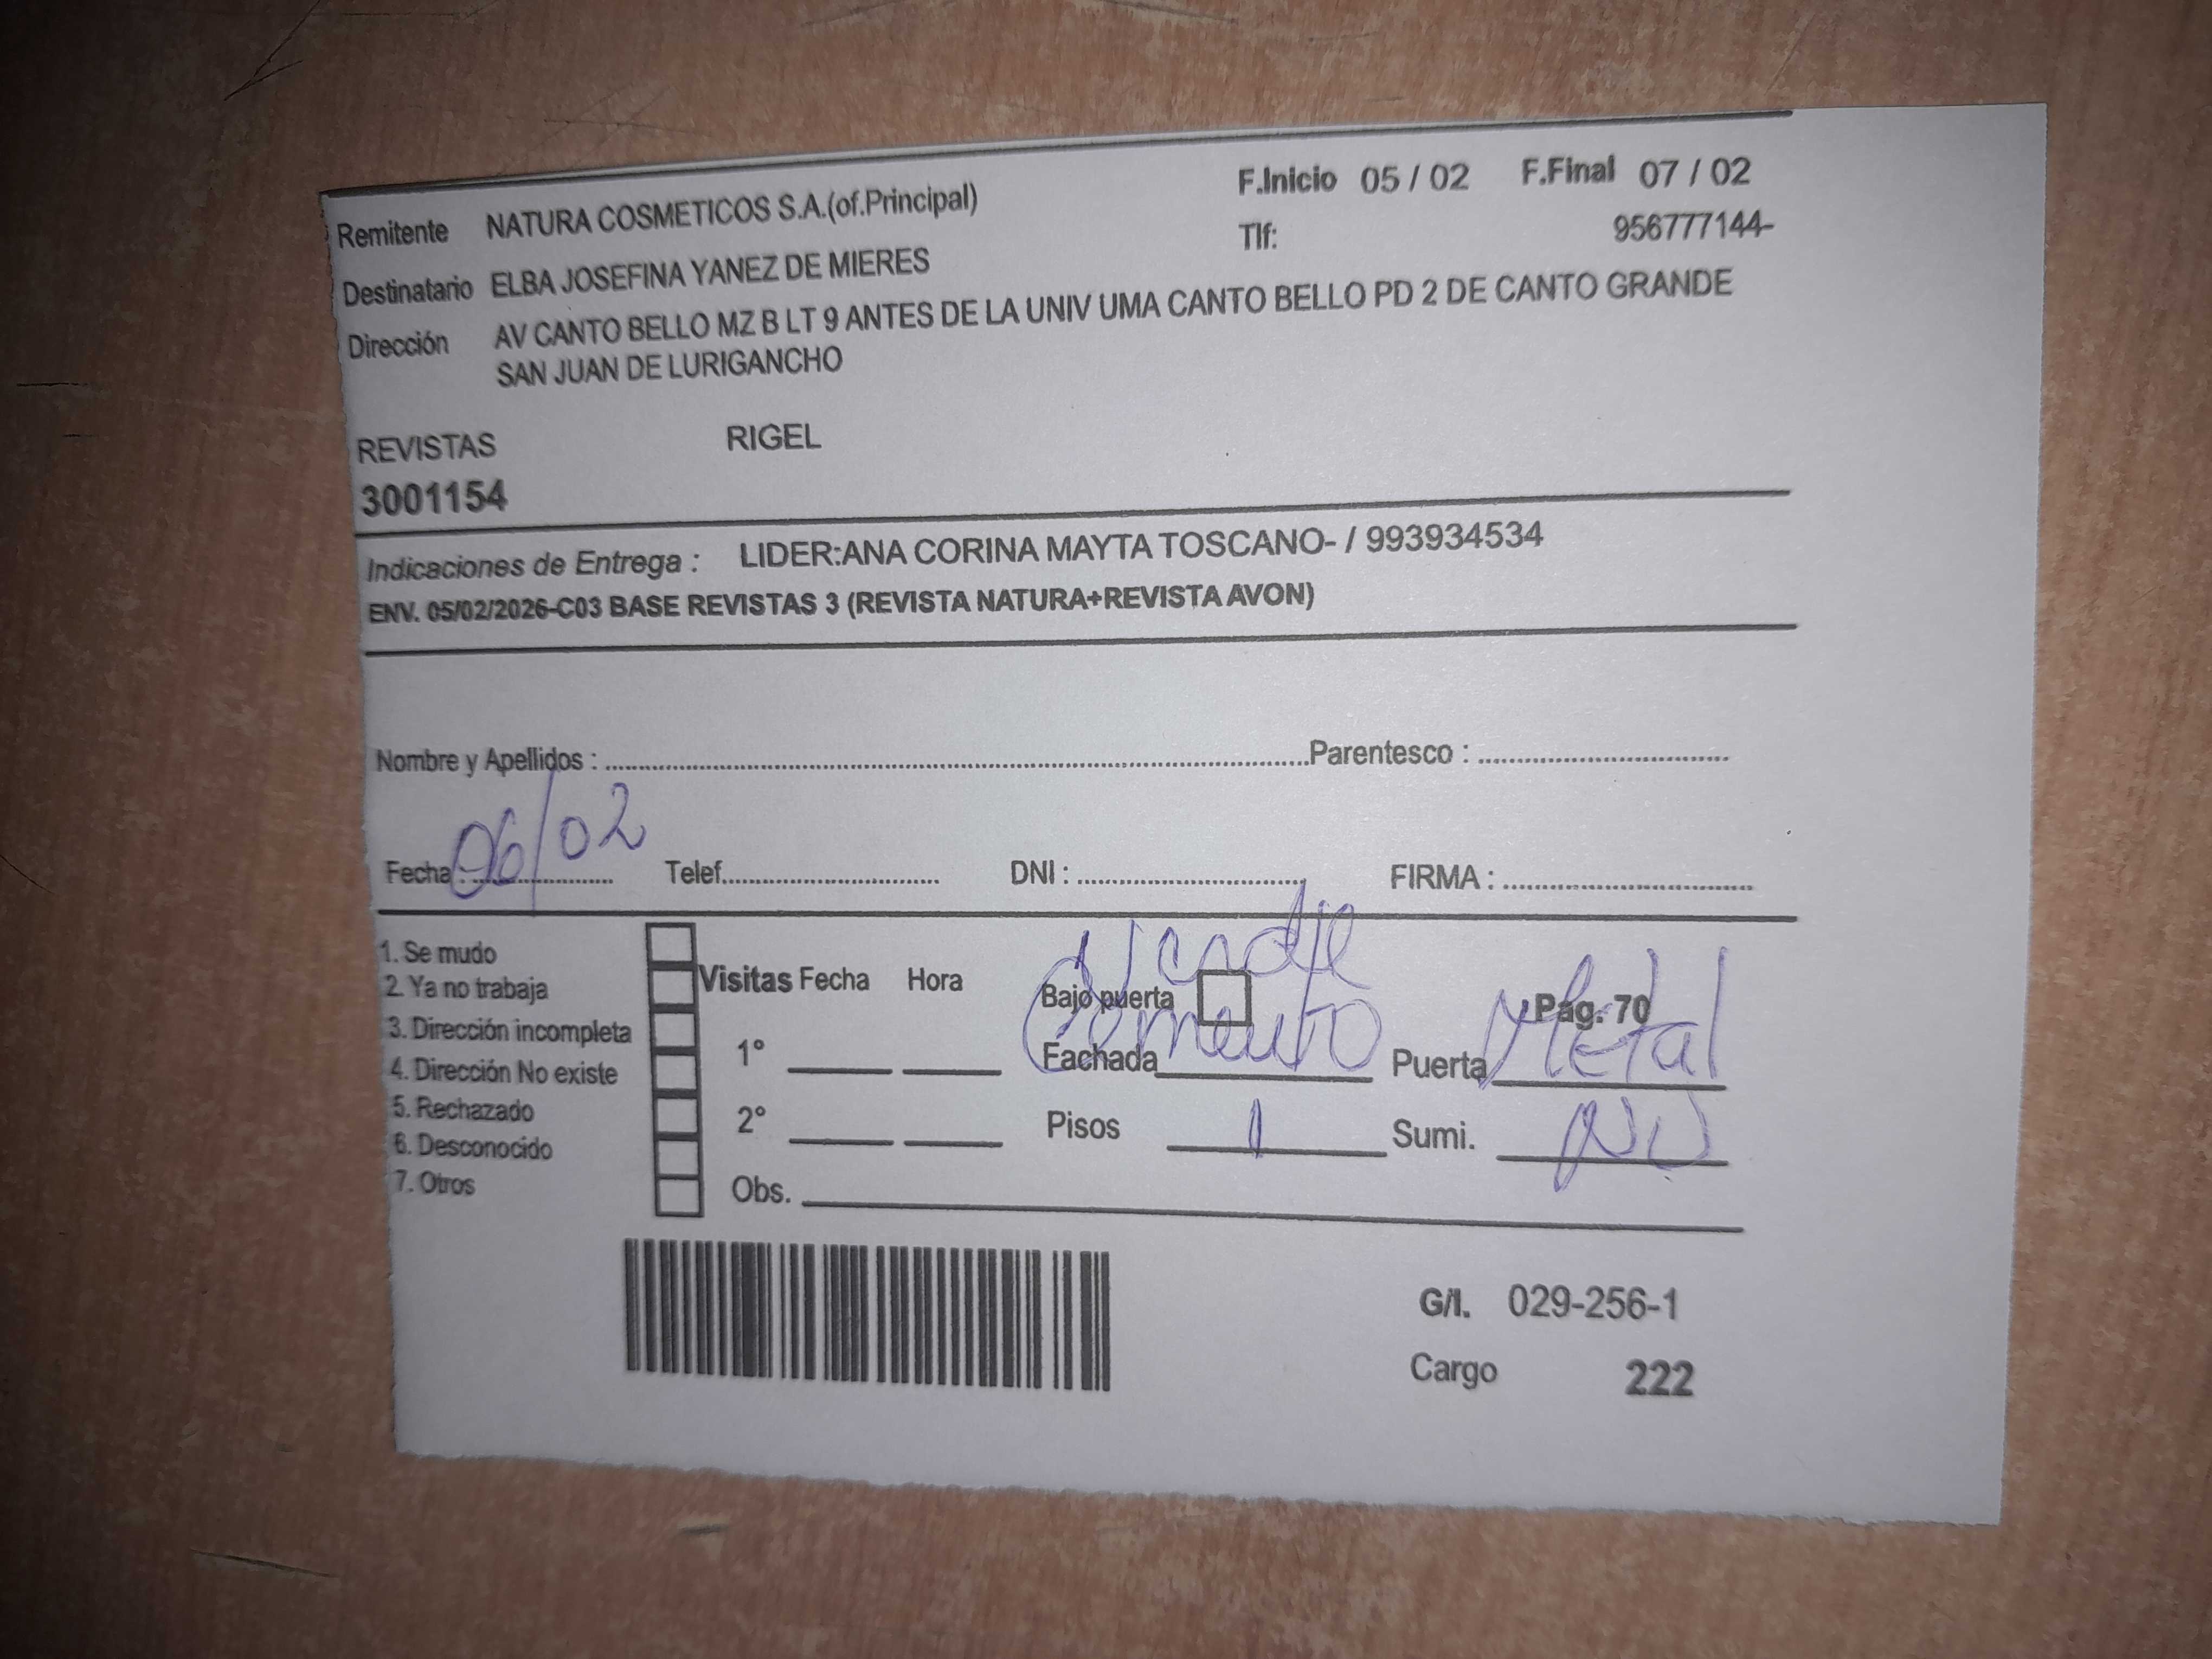 F.Inicio 05 / 02 F.Final 07 / 02
Remitente NATURA COSMETICOS S.A.(of.Principal)
Tlf: 956777144-
Destinatario ELBA JOSEFINA YANEZ DE MIERES
Dirección AV CANTO BELLO MZ B LT 9 ANTES DE LA UNIV UMA CANTO BELLO PD 2 DE CANTO GRANDE
SAN JUAN DE LURIGANCHO
REVISTAS RIGEL
3001154
Indicaciones de Entrega : LIDER:ANA CORINA MAYTA TOSCANO- / 993934534
ENV. 05/02/2026-C03 BASE REVISTAS 3 (REVISTA NATURA+REVISTA AVON)
Nombre y Apellidos : Parentesco :
Fecha : 06/02 Telef. DNI : FIRMA :
1. Se mudo
2. Ya no trabaja
3. Dirección incompleta
4. Dirección No existe
5. Rechazado
6. Desconocido
7. Otros
Visitas Fecha Hora
1°
2°
Obs.
Verde
Bajo puerta Pag. 70
Fachada Cemento Puerta Metal
Pisos 1 Sumi. NO
G/I. 029-256-1
Cargo 222